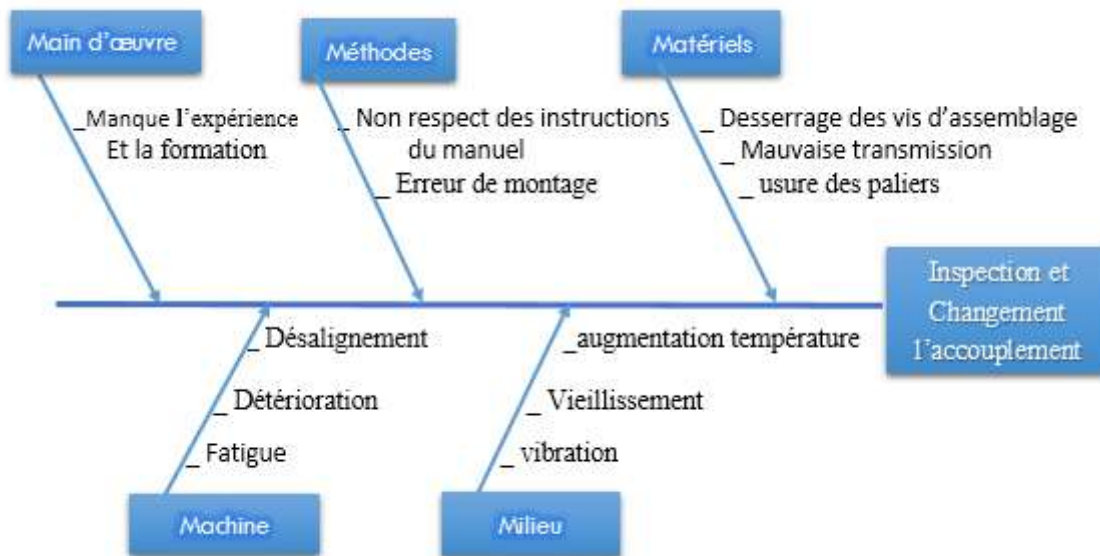 Main d'œuvre
Méthodes
Matériels
_Manque l'expérience
Et la formation
_ Non respect des instructions
du manuel
_ Erreur de montage
_ Desserrage des vis d'assemblage
_ Mauvaise transmission
_ usure des paliers
Inspection et
Changement
l'accouplement
_ Désalignement
_ Détérioration
_ Fatigue
_augmentation température
_ Vieillissement
_ vibration
Machine
Milieu